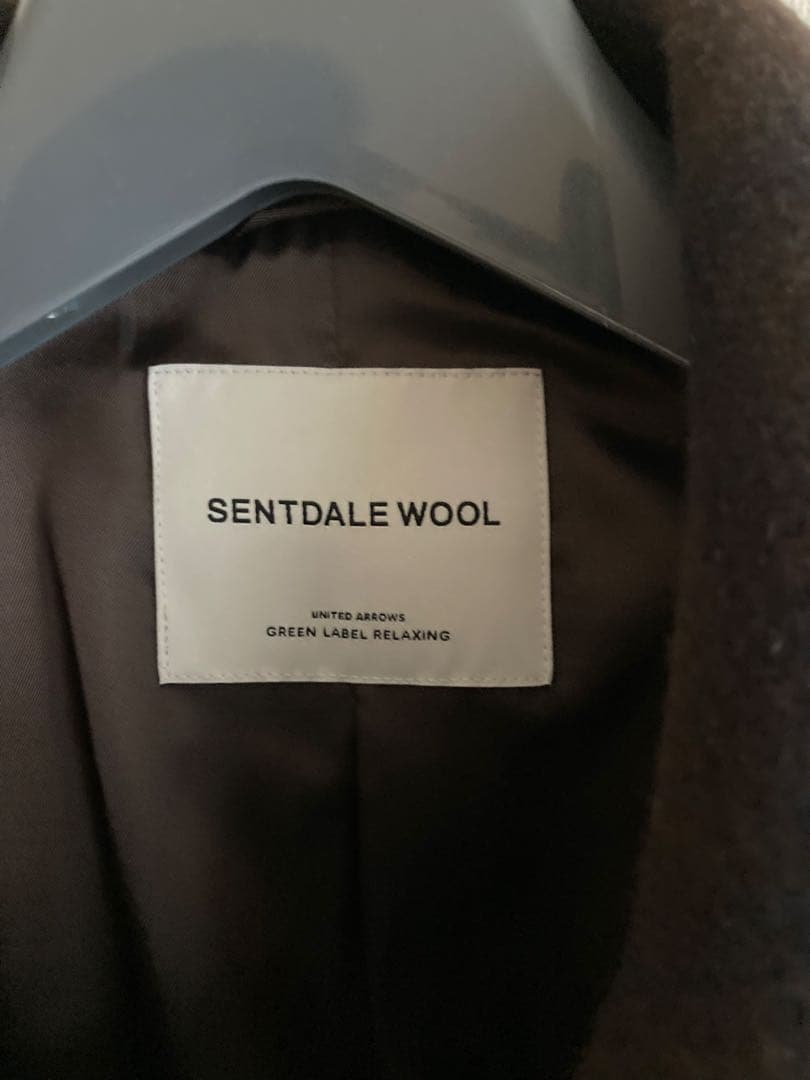 SENTDALE WOOL
UNITED ARROWS
GREEN LABEL RELAXING